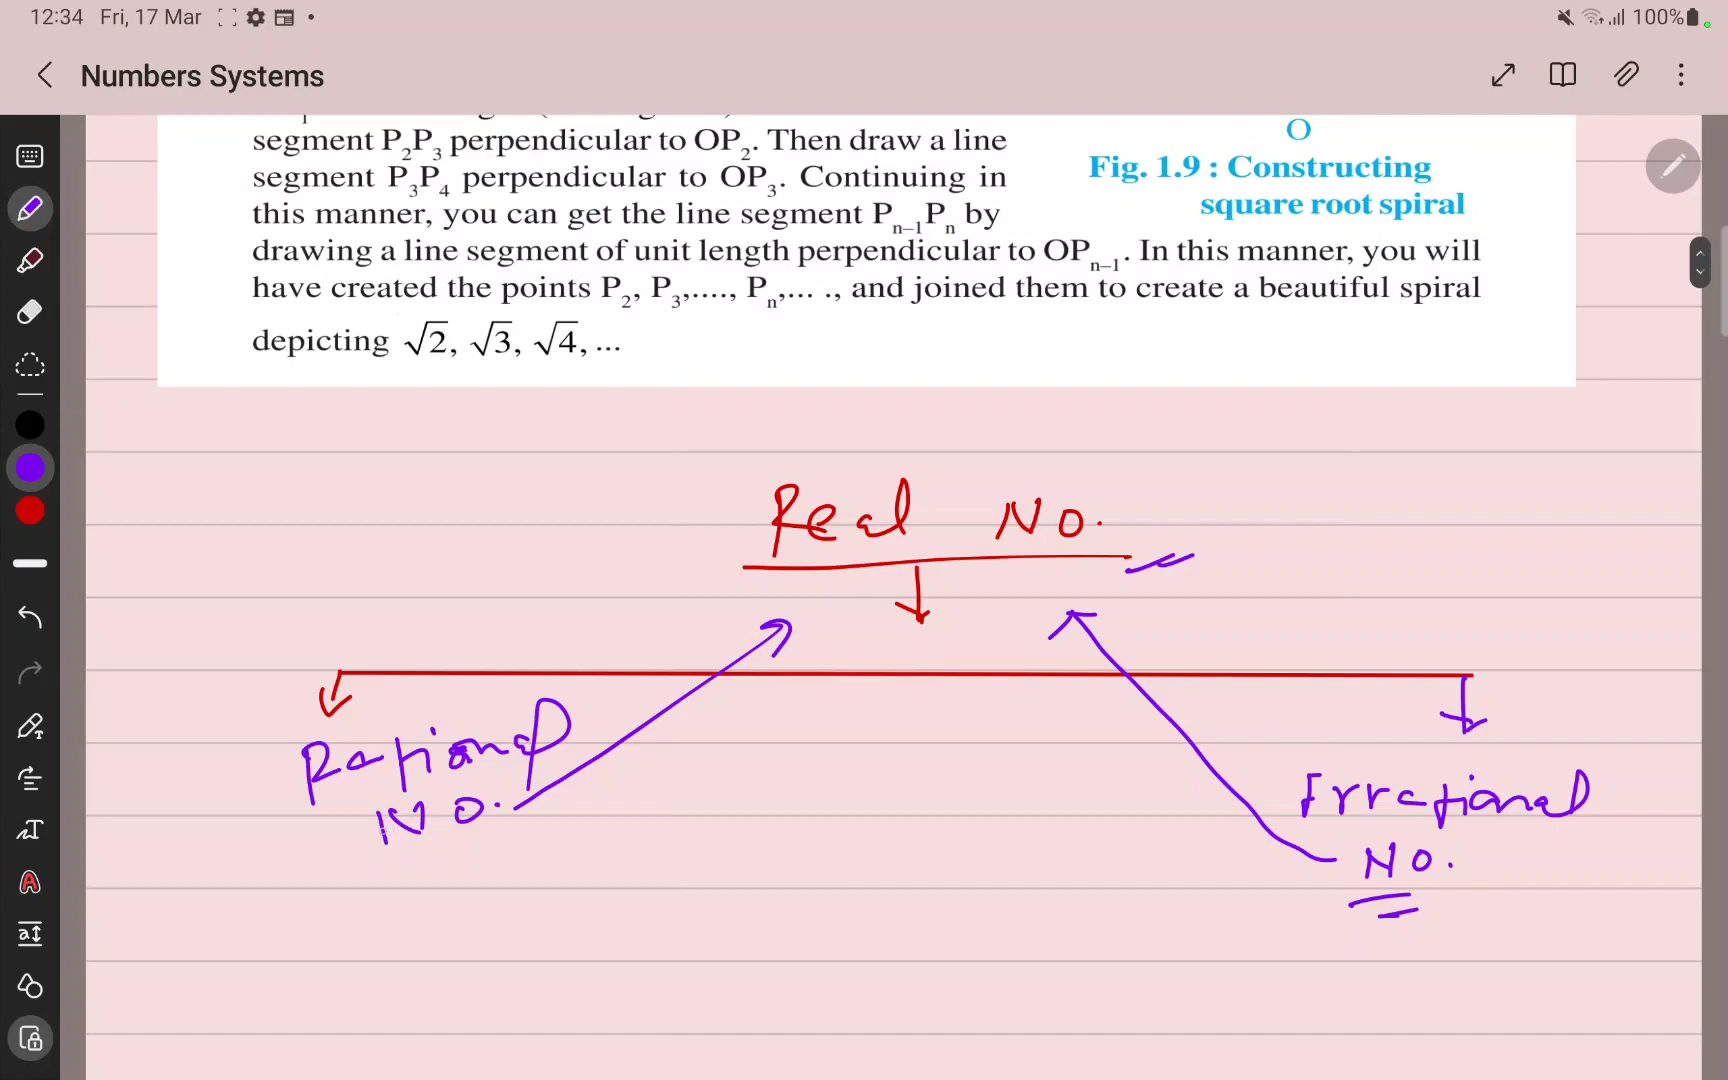 12:34 Fri, 17 Mar
100%
Numbers Systems
segment P₂P₃ perpendicular to OP₂. Then draw a line
segment P₃P₄ perpendicular to OP₃. Continuing in
this manner, you can get the line segment Pₙ₋₁Pₙ by
drawing a line segment of unit length perpendicular to OPₙ₋₁. In this manner, you will
have created the points P₂, P₃,...., Pₙ,... ., and joined them to create a beautiful spiral
depicting √2, √3, √4, ...
O
Fig. 1.9 : Constructing
square root spiral
Real No.
Rational
No.
Irrational
No.